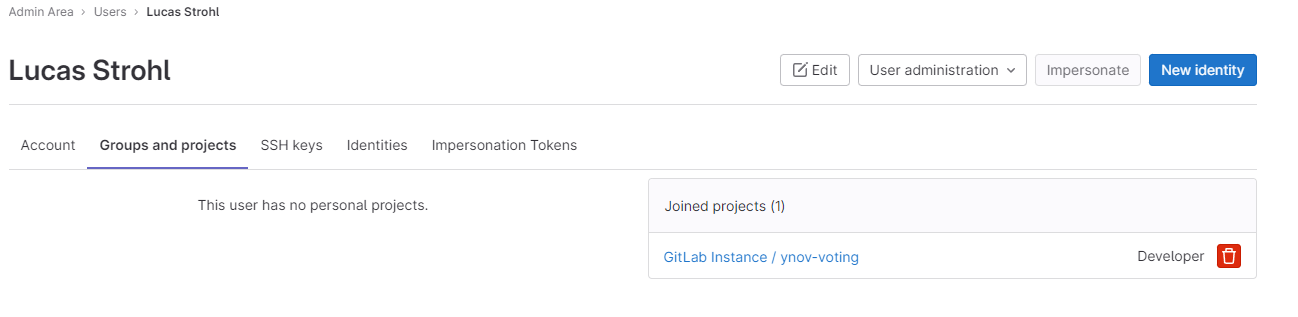 Admin Area › Users › Lucas Strohl
Lucas Strohl
Edit
User administration
Impersonate
New identity
Account
Groups and projects
SSH keys
Identities
Impersonation Tokens
This user has no personal projects.
Joined projects (1)
GitLab Instance / ynov-voting
Developer